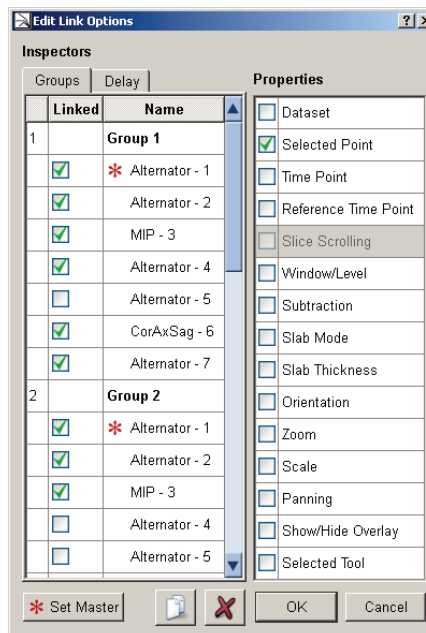 Edit Link Options
Inspectors
Groups Delay
Linked Name
1 Group 1
* Alternator - 1
Alternator - 2
MIP - 3
Alternator - 4
Alternator - 5
CorAxSag - 6
Alternator - 7
2 Group 2
* Alternator - 1
Alternator - 2
MIP - 3
Alternator - 4
Alternator - 5
* Set Master
Properties
Dataset
Selected Point
Time Point
Reference Time Point
Slice Scrolling
Window/Level
Subtraction
Slab Mode
Slab Thickness
Orientation
Zoom
Scale
Panning
Show/Hide Overlay
Selected Tool
OK Cancel